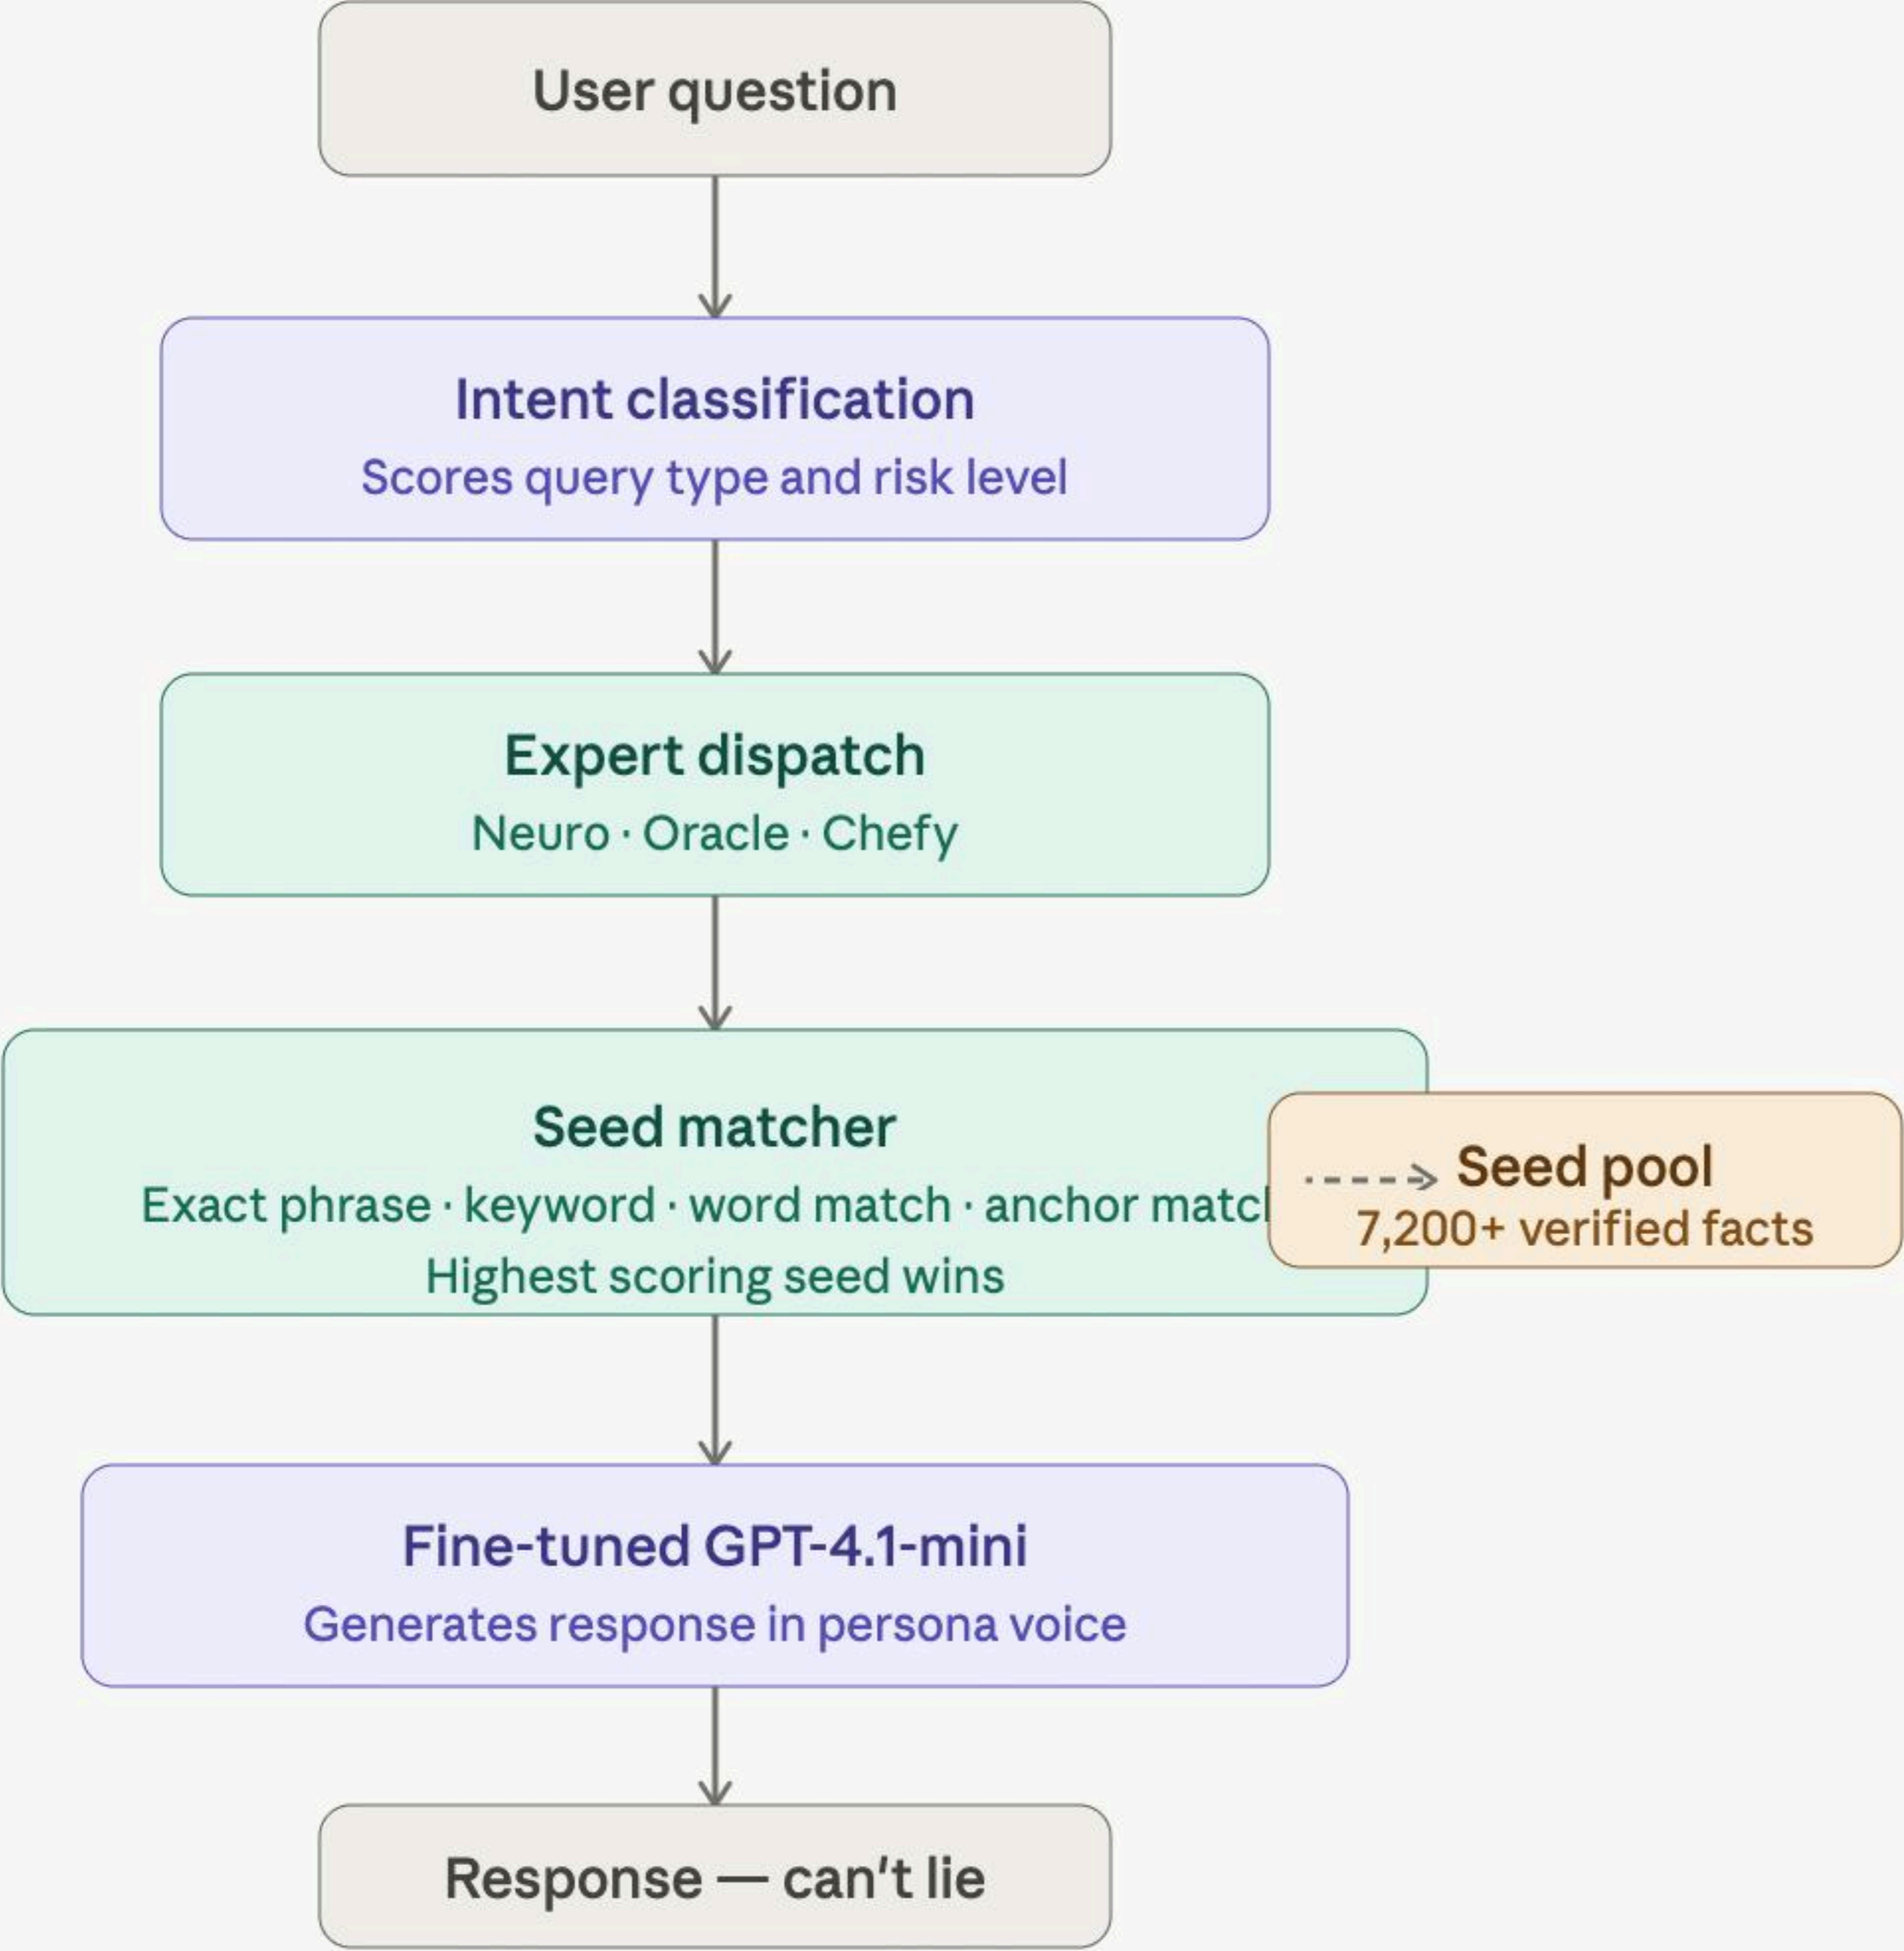 User question
Intent classification
Scores query type and risk level
Expert dispatch
Neuro · Oracle · Chefy
Seed matcher
Exact phrase · keyword · word match · anchor matc
Highest scoring seed wins
Seed pool
7,200+ verified facts
Fine-tuned GPT-4.1-mini
Generates response in persona voice
Response — can't lie